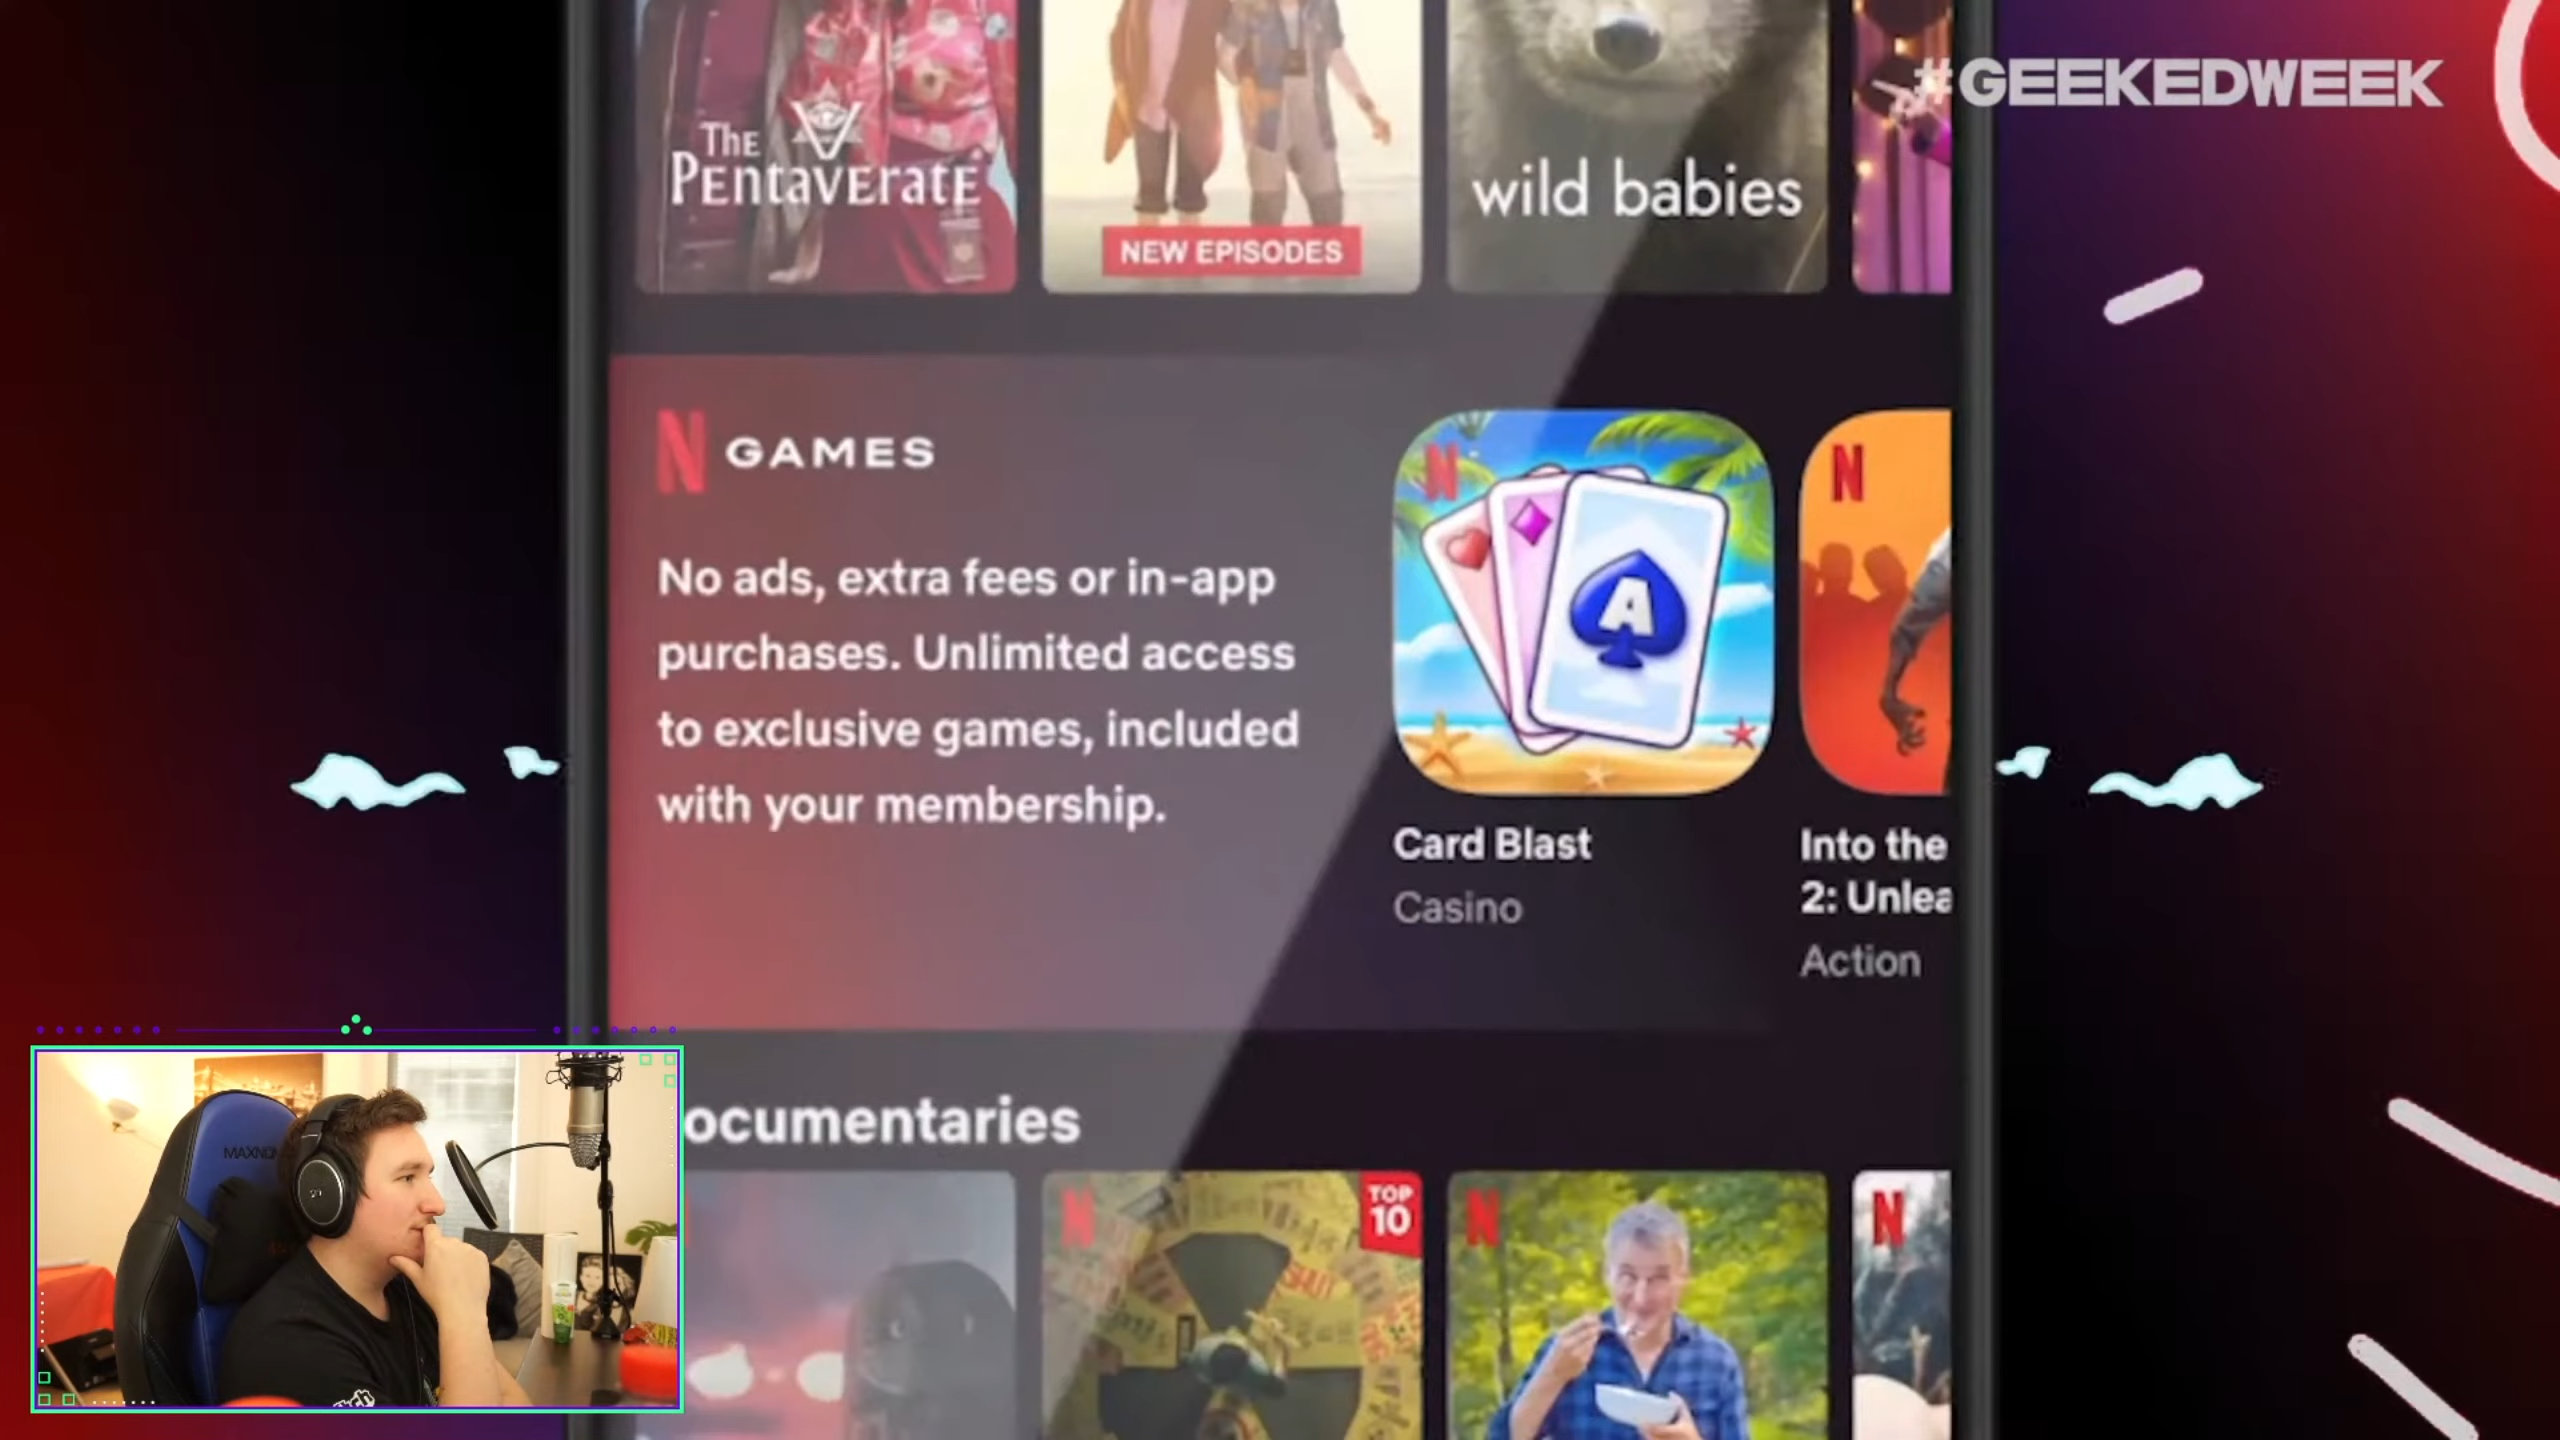 #GEEKEDWEEK
The
Pentaverate
NEW EPISODES
wild babies
N GAMES
No ads, extra fees or in-app
purchases. Unlimited access
to exclusive games, included
with your membership.
N
A
Card Blast
Casino
N
Into the
2: Unlea
Action
ocumentaries
N
TOP
10
N
N
MAXNO